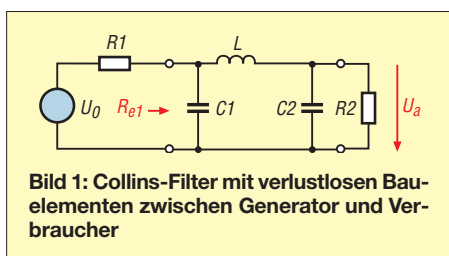 R1
L
U0
Re1
C1
C2
R2
Ua
Bild 1: Collins-Filter mit verlustlosen Bau-
elementen zwischen Generator und Ver-
braucher